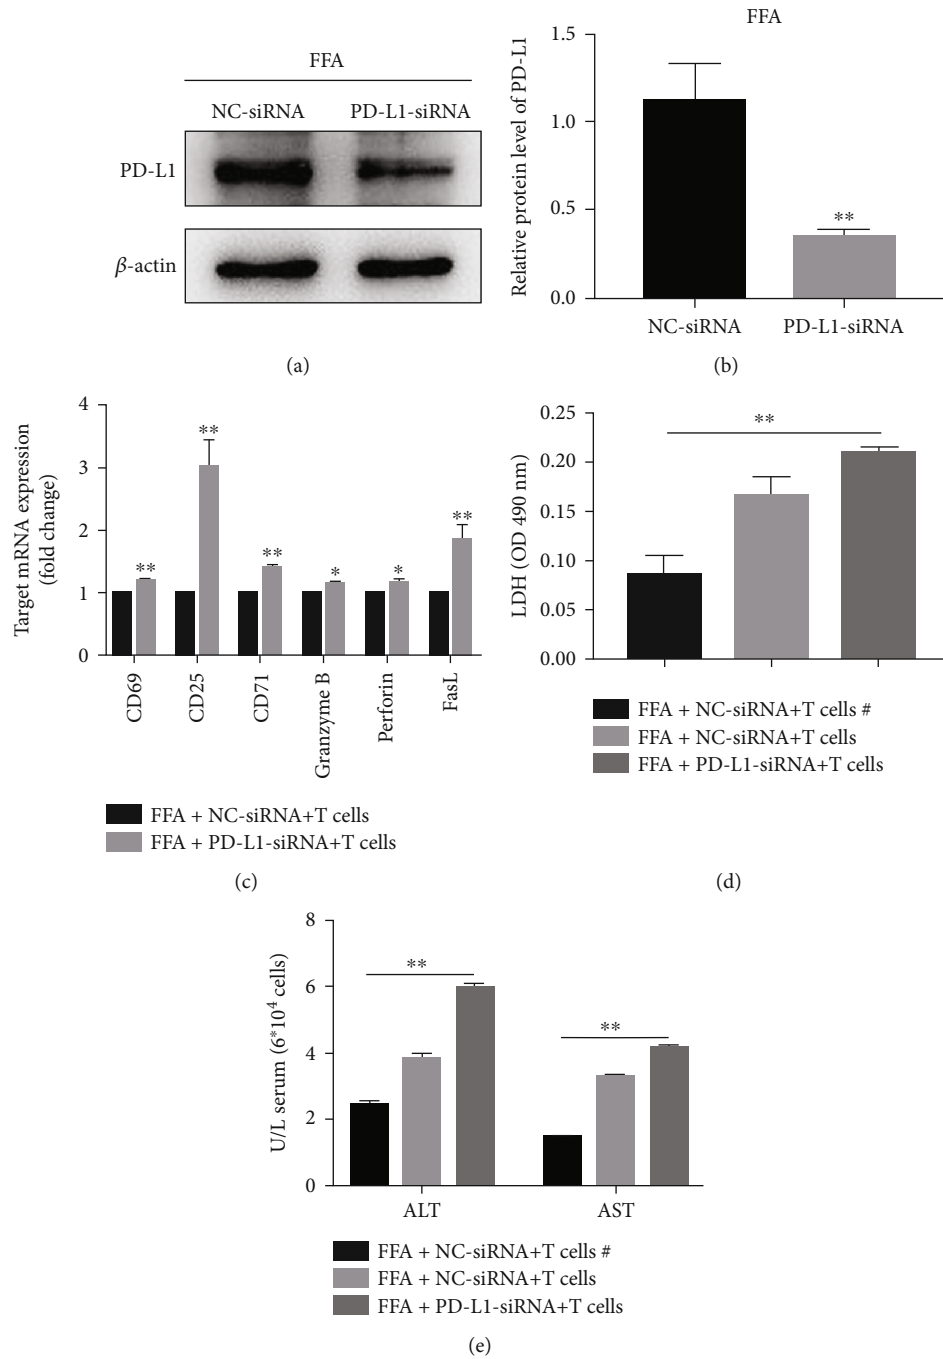 FFA
NC-siRNA PD-L1-siRNA
PD-L1
β-actin
(a)
FFA
Relative protein level of PD-L1
1.5
1.0
0.5
0.0
**
NC-siRNA PD-L1-siRNA
(b)
Target mRNA expression
(fold change)
4
3
2
1
0
** ** ** * * **
CD69 CD25 CD71 Granzyme B Perforin FasL
FFA + NC-siRNA+T cells
FFA + PD-L1-siRNA+T cells
(c)
LDH (OD 490 nm)
0.25
0.20
0.15
0.10
0.05
0.00
**
FFA + NC-siRNA+T cells #
FFA + NC-siRNA+T cells
FFA + PD-L1-siRNA+T cells
(d)
U/L serum (6*10⁴ cells)
8
6
4
2
0
** **
ALT AST
FFA + NC-siRNA+T cells #
FFA + NC-siRNA+T cells
FFA + PD-L1-siRNA+T cells
(e)